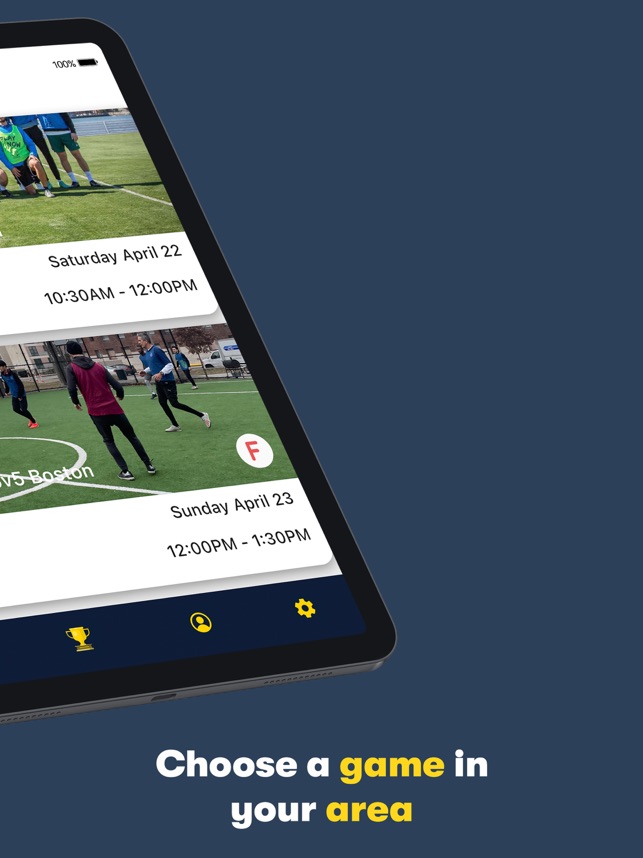 100%
Saturday April 22
10:30AM - 12:00PM
F
v5 Boston
Sunday April 23
12:00PM - 1:30PM
Choose a game in
your area